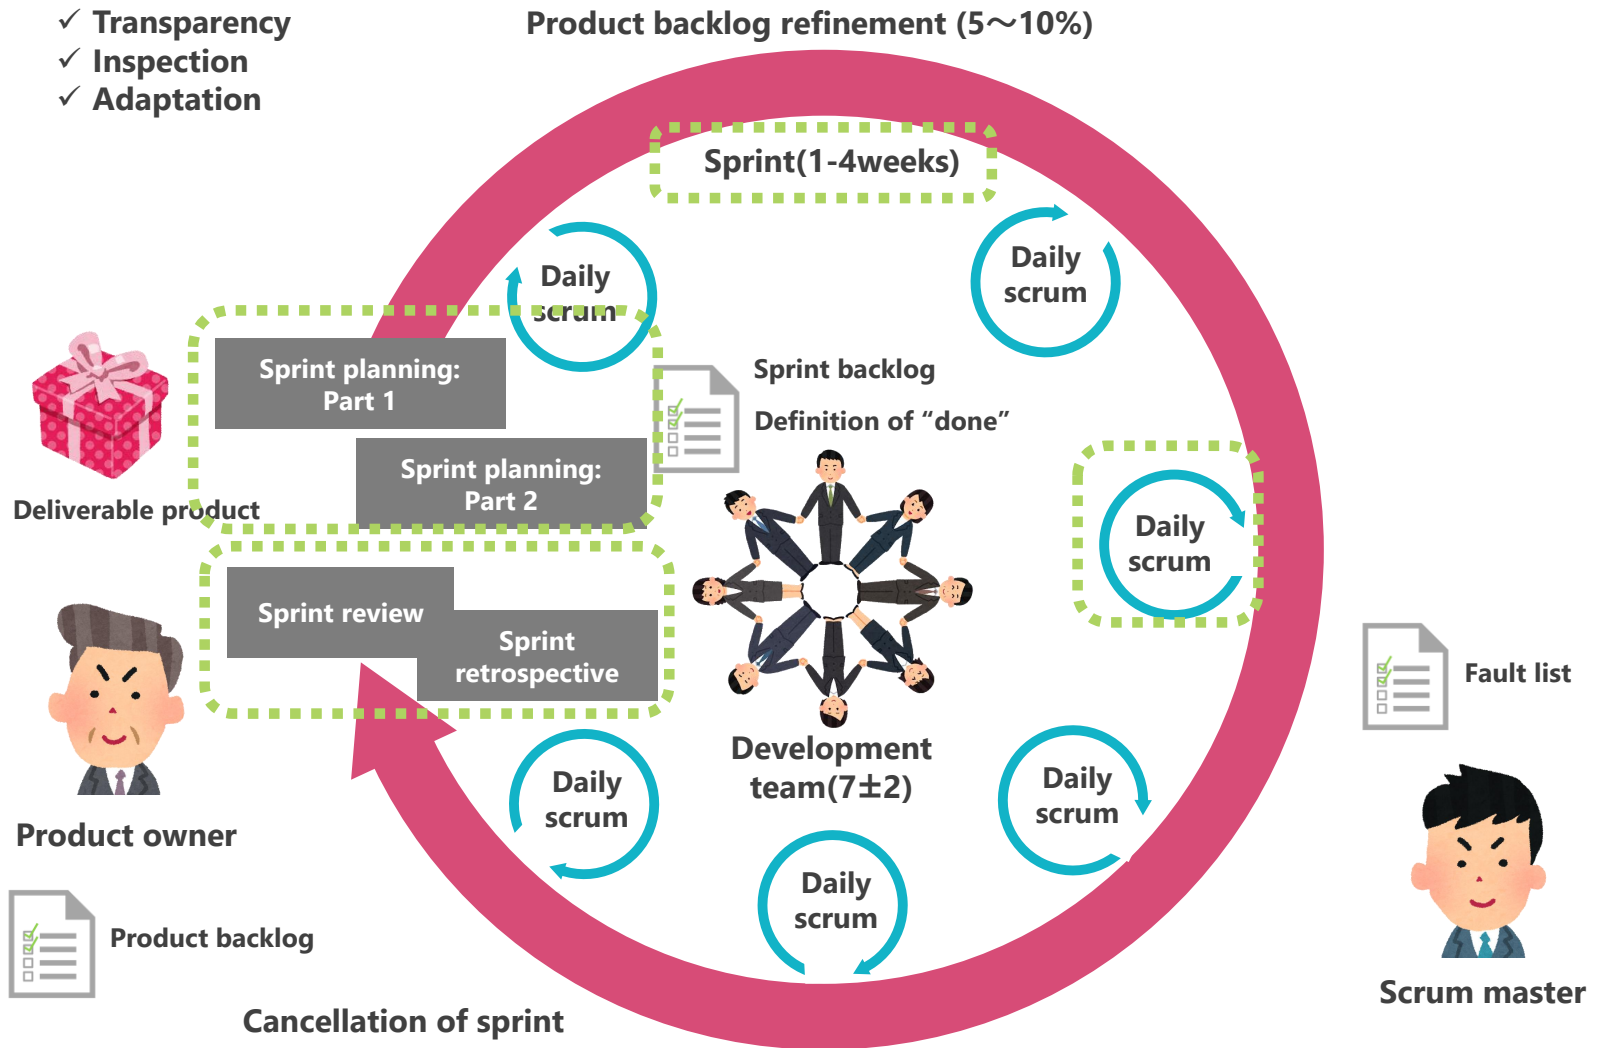 ✓ Transparency
✓ Inspection
✓ Adaptation
Product backlog refinement (5～10%)
Sprint(1-4weeks)
Daily
scrum
Daily
scrum
Sprint planning:
Part 1
Sprint planning:
Part 2
Sprint backlog
Definition of “done”
Deliverable product
Daily
scrum
Sprint review
Sprint
retrospective
Fault list
Development
team(7±2)
Daily
scrum
Daily
scrum
Daily
scrum
Product owner
Product backlog
Scrum master
Cancellation of sprint